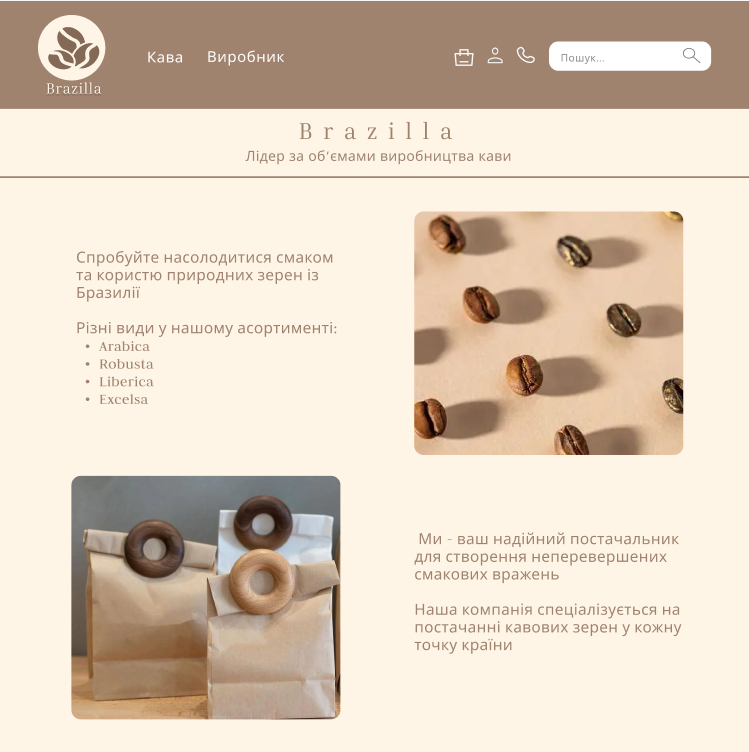 Brazilla
Кава
Виробник
Пошук...
Brazilla
Лідер за об'ємами виробництва кави
Спробуйте насолодитися смаком
та користю природних зерен із
Бразилії
Різні види у нашому асортименті:
• Arabica
• Robusta
• Liberica
• Excelsa
Ми - ваш надійний постачальник
для створення неперевершених
смакових вражень
Наша компанія спеціалізується на
постачанні кавових зерен у кожну
точку країни